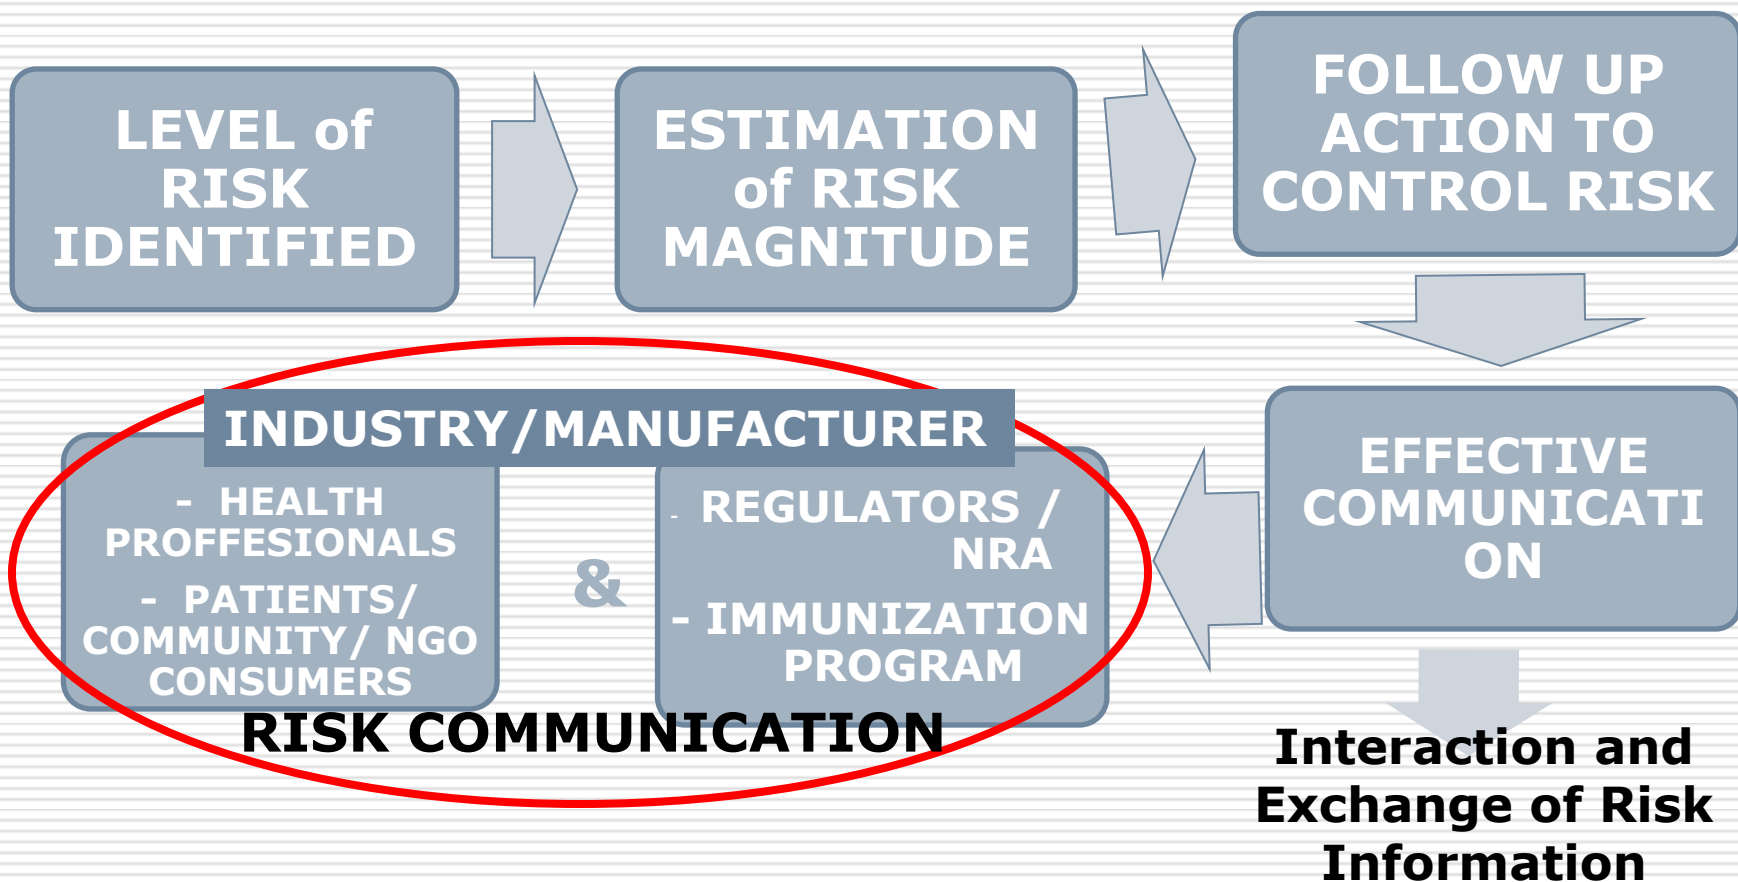 LEVEL of
RISK
IDENTIFIED
ESTIMATION
of RISK
MAGNITUDE
FOLLOW UP
ACTION TO
CONTROL RISK
EFFECTIVE
COMMUNICATI
ON
Interaction and
Exchange of Risk
Information
INDUSTRY/MANUFACTURER
- HEALTH
PROFFESIONALS
- PATIENTS/
COMMUNITY/ NGO
CONSUMERS
&
- REGULATORS /
NRA
- IMMUNIZATION
PROGRAM
RISK COMMUNICATION